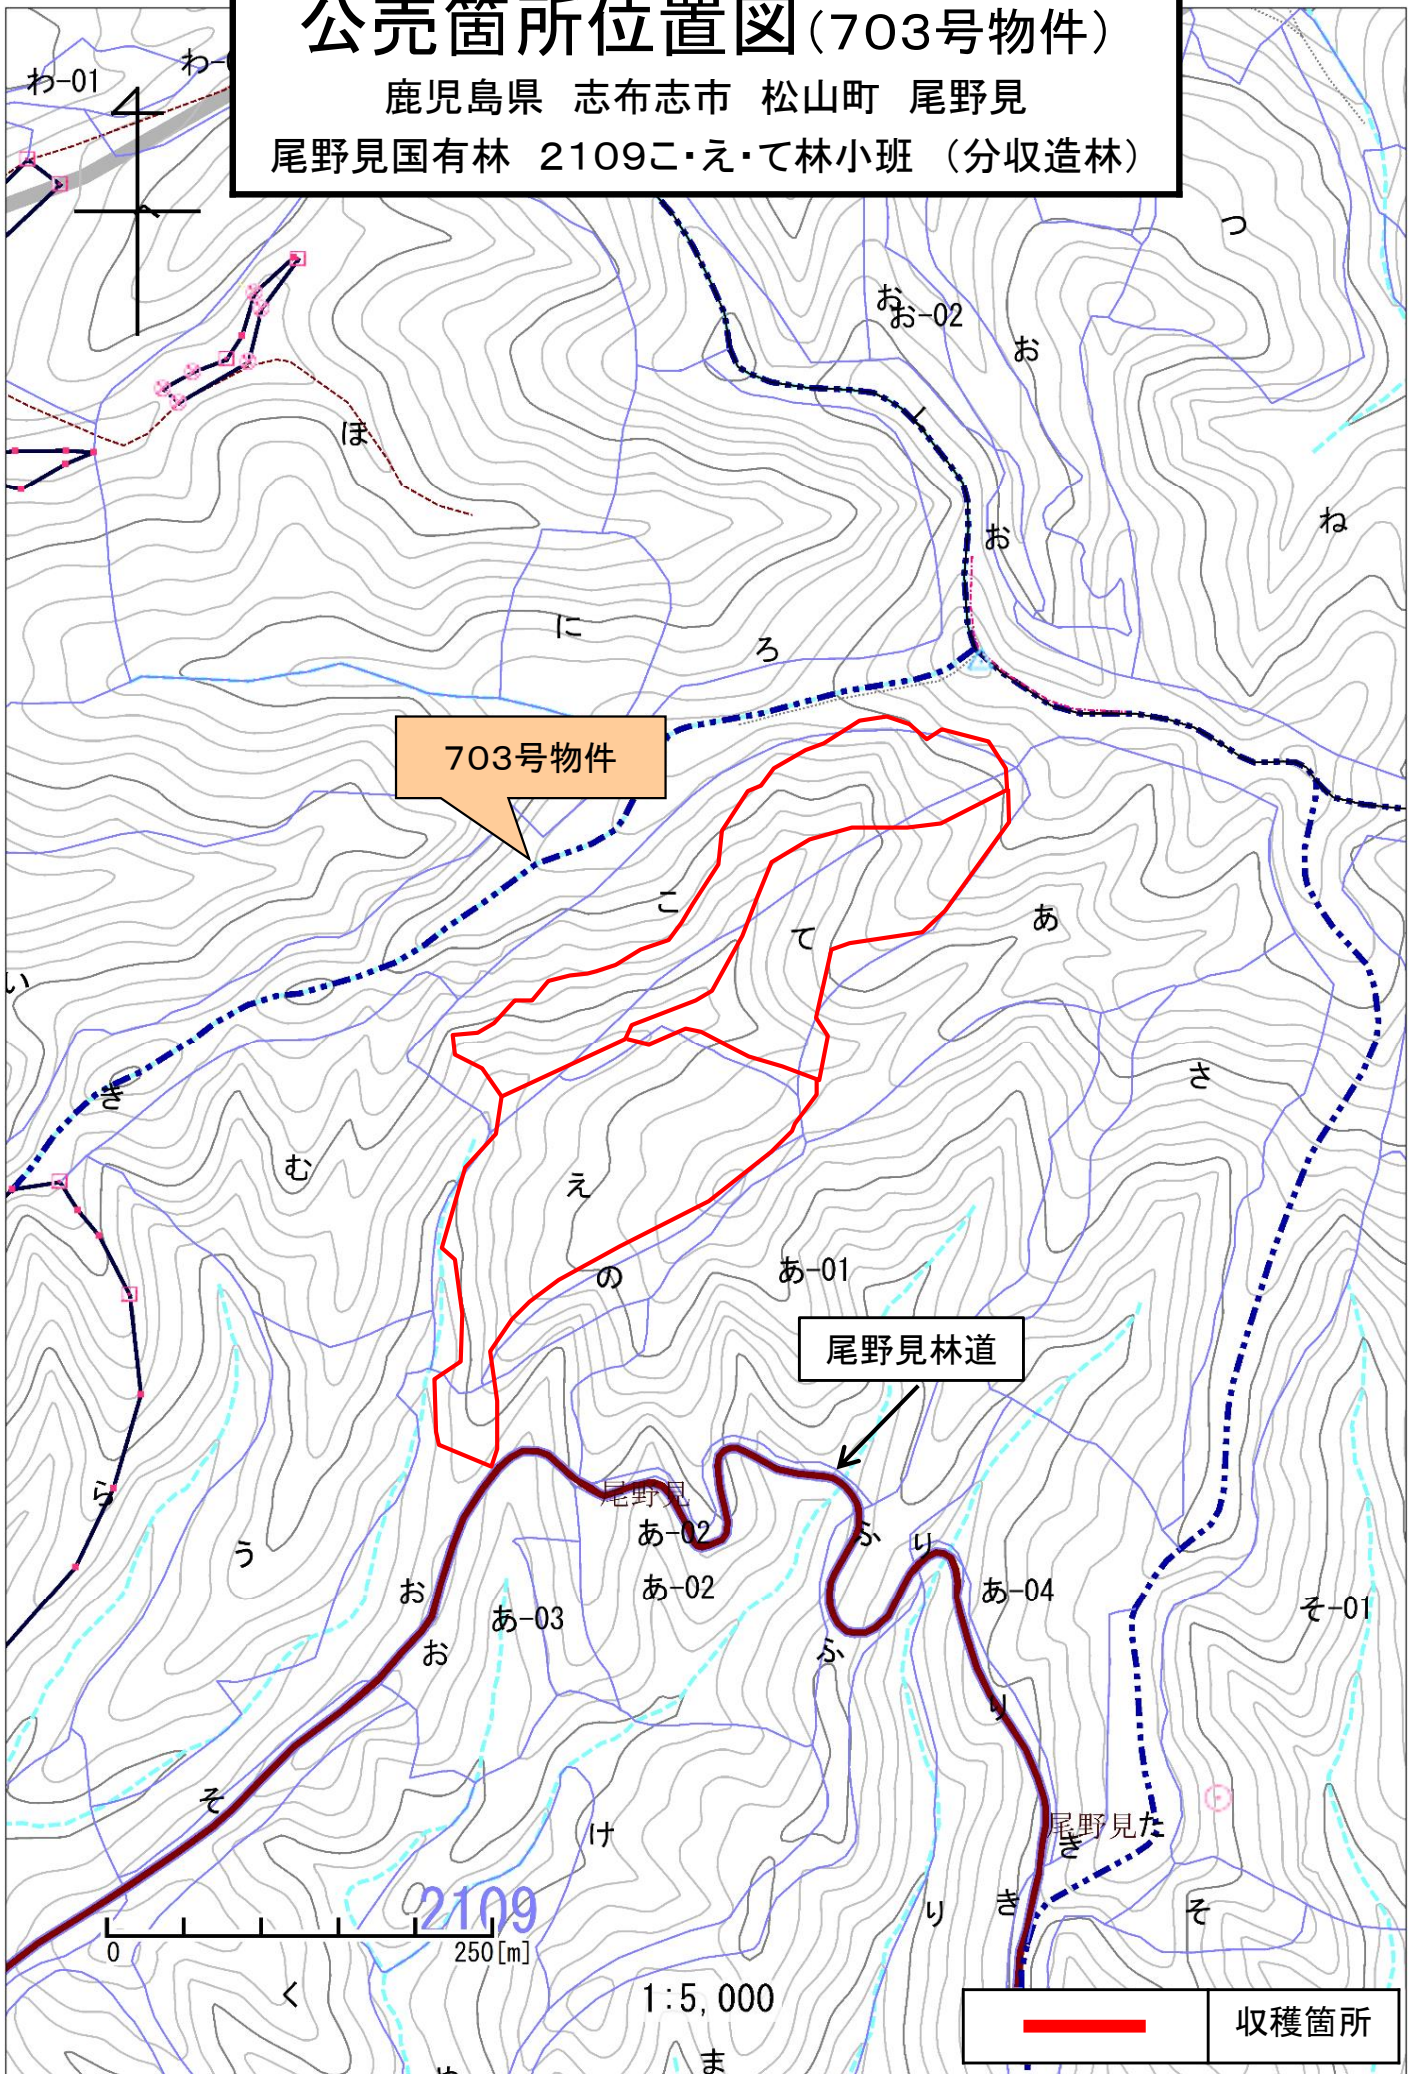 公売箇所位置図（703号物件）
鹿児島県 志布志市 松山町 尾野見
尾野見国有林 2109こ・え・て林小班 （分収造林）
わ-01
わ-
つ
お
お-02
お
ほ
ね
お
に
ろ
703号物件
こ
て
あ
い
き
さ
む
え
の
あ-01
尾野見林道
ら
尾野見
あ-02
う
ふ
り
お
あ-02
あ-04
あ-03
そ-01
お
ふ
り
そ
け
尾野見た
き
2109
り
き
そ
0
250[m]
く
1:5,000
収穫箇所
ま